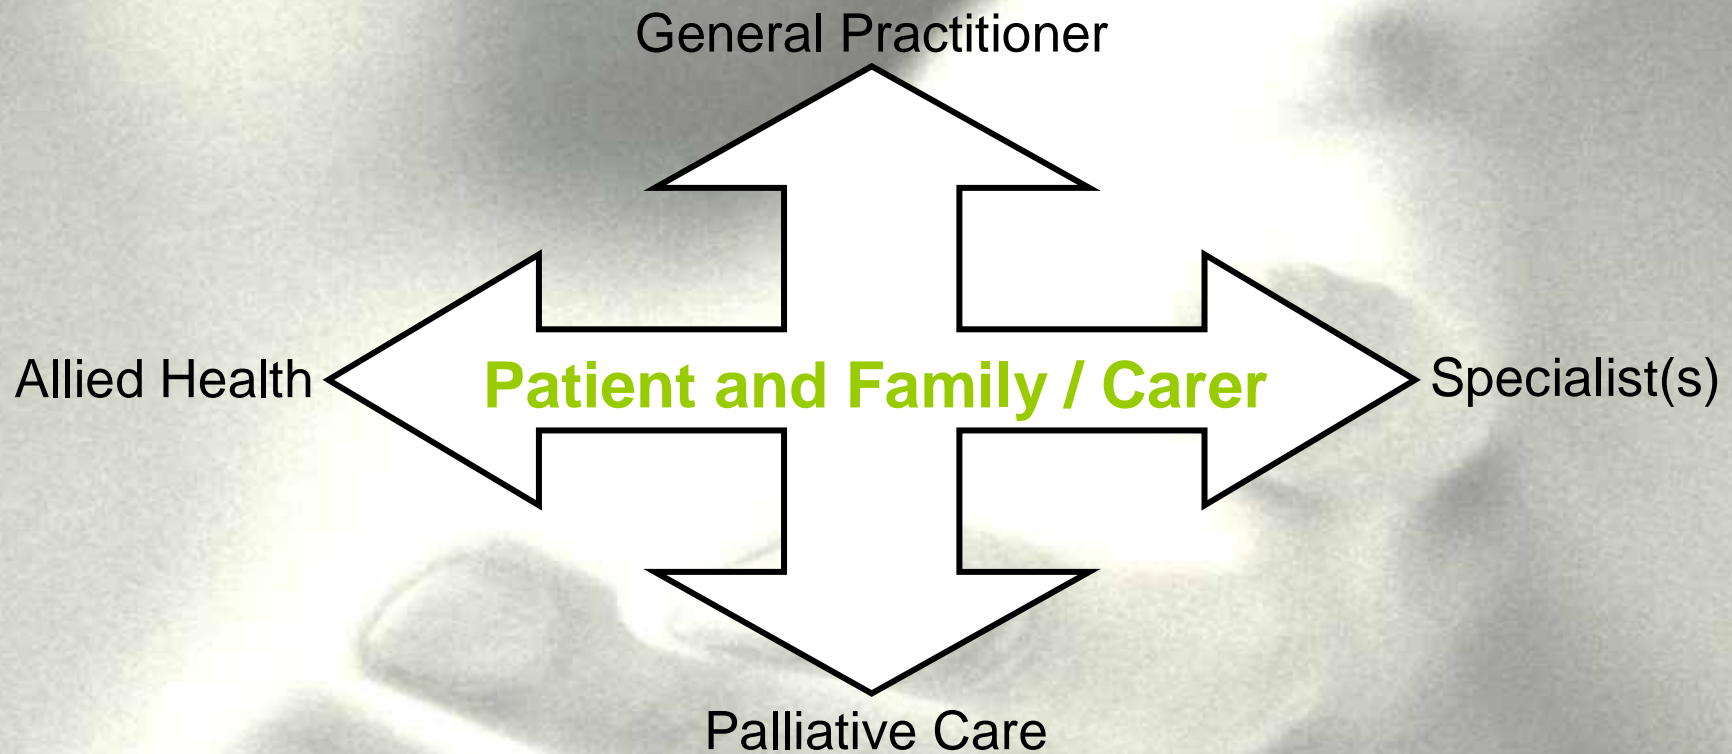 General Practitioner
Allied Health
Patient and Family / Carer
Specialist(s)
Palliative Care